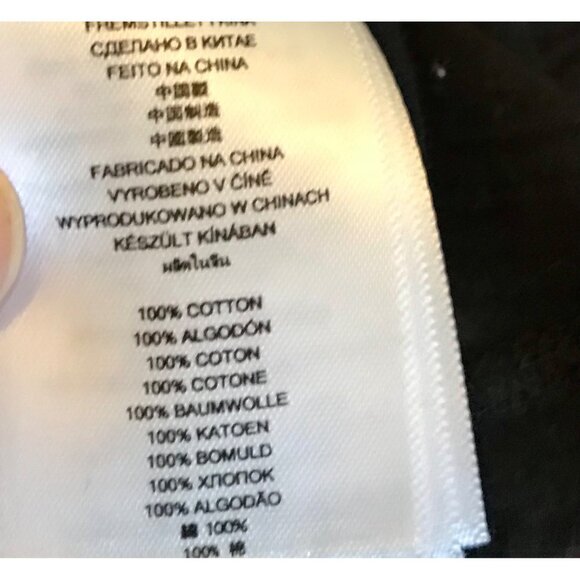 СДЕЛАНО В КИТАЕ
FEITO NA CHINA
中國製
中国制造
中國製造
FABRICADO NA CHINA
VYROBENO V ČÍNĚ
WYPRODUKOWANO W CHINACH
KÉSZÜLT KÍNÁBAN
ผลิตในจีน
100% COTTON
100% ALGODÓN
100% COTON
100% COTONE
100% BAUMWOLLE
100% KATOEN
100% BOMULD
100% ХЛОПОК
100% ALGODÃO
綿 100%
100% 棉